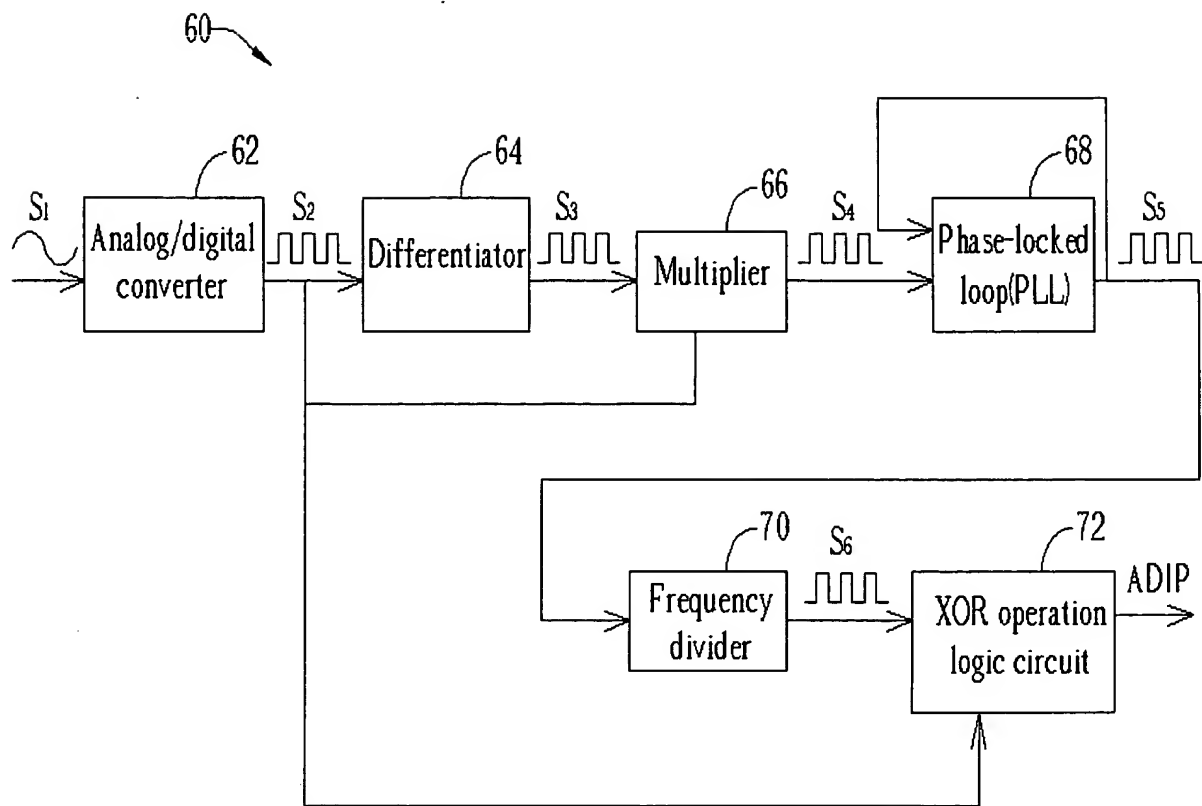 60
62
64
66
68
S1
Analog/digital
converter
S2
Differentiator
S3
Multiplier
S4
Phase-locked
loop(PLL)
S5
70
Frequency
divider
S6
72
XOR operation
logic circuit
ADIP